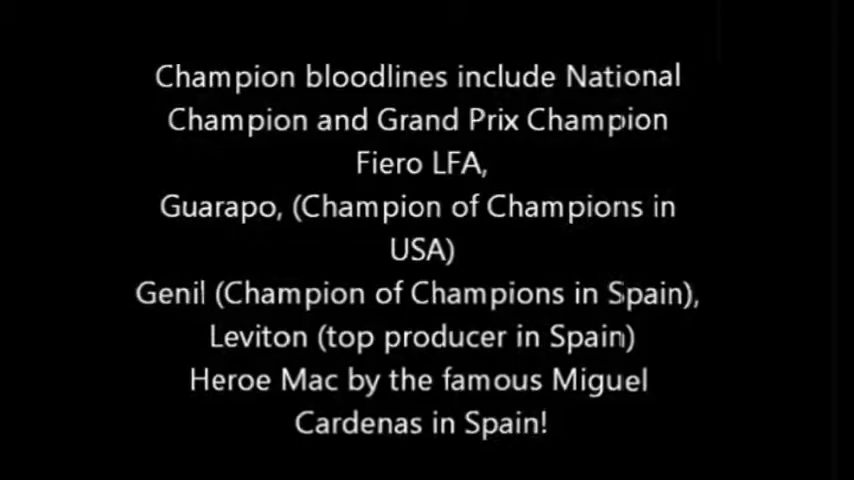 Champion bloodlines include National
Champion and Grand Prix Champion
Fiero LFA,
Guarapo, (Champion of Champions in
USA)
Genil (Champion of Champions in Spain),
Leviton (top producer in Spain)
Heroe Mac by the famous Miguel
Cardenas in Spain!